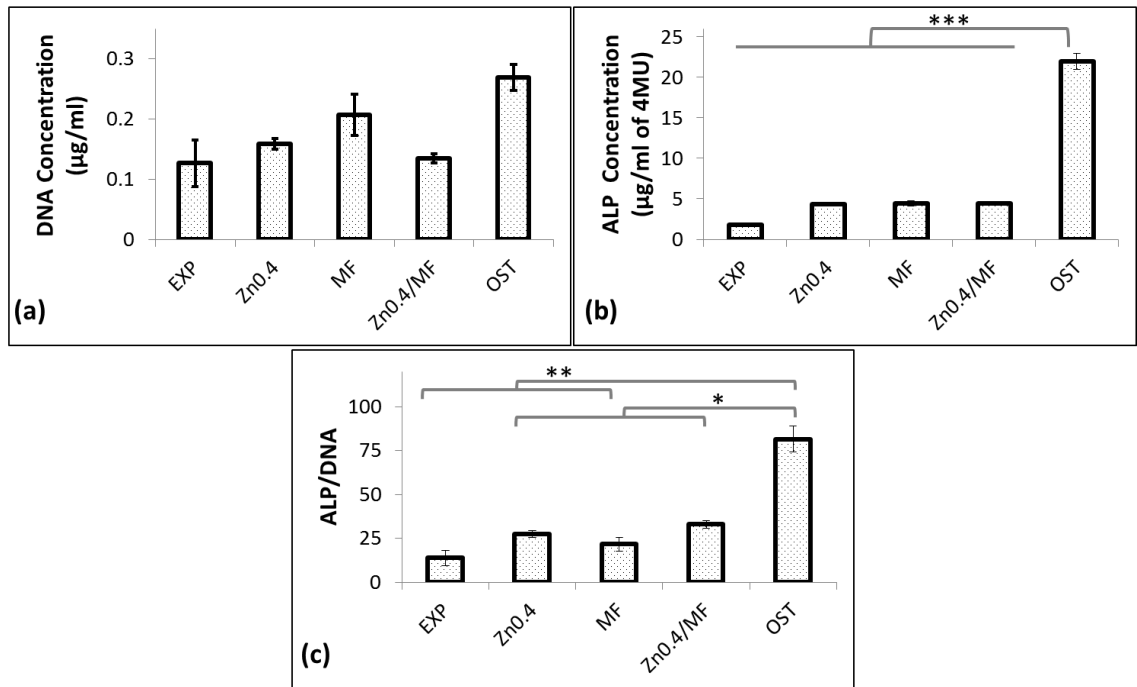 DNA Concentration
(µg/ml)
0.3
0.2
0.1
0
EXP
Zn0.4
MF
Zn0.4/MF
OST
(a)
***
ALP Concentration
(µg/ml of 4MU)
25
20
15
10
5
0
EXP
Zn0.4
MF
Zn0.4/MF
OST
(b)
**
*
ALP/DNA
100
75
50
25
0
EXP
Zn0.4
MF
Zn0.4/MF
OST
(c)